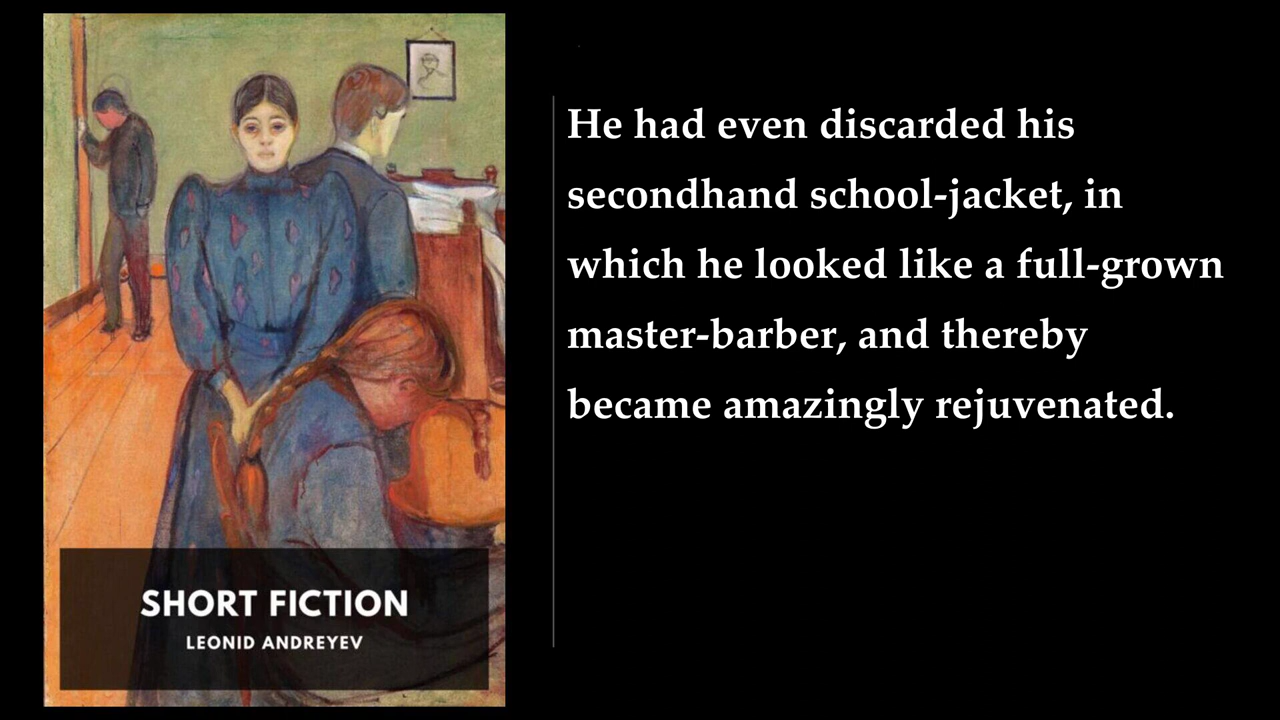 He had even discarded his
secondhand school-jacket, in
which he looked like a full-grown
master-barber, and thereby
became amazingly rejuvenated.
SHORT FICTION
LEONID ANDREYEV